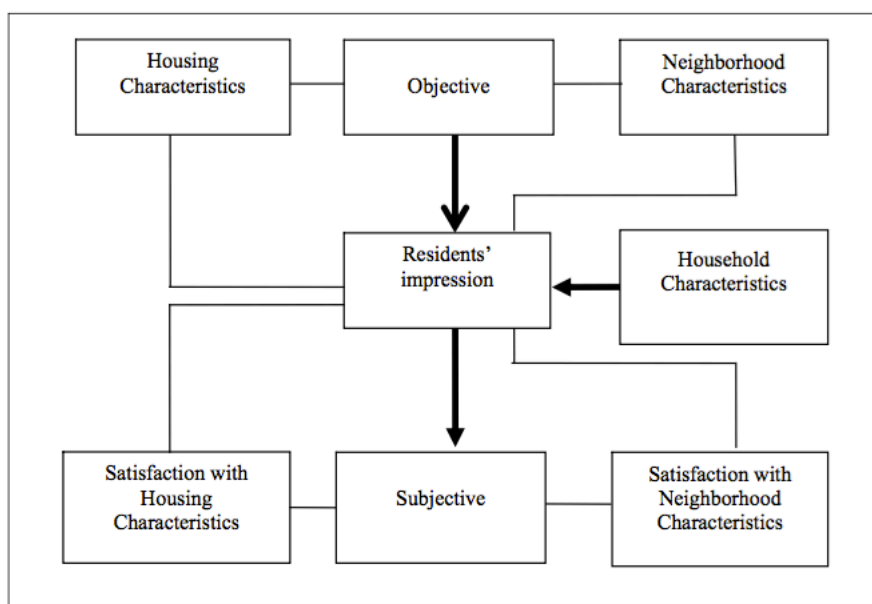 Housing
Characteristics
Objective
Neighborhood
Characteristics
Residents'
impression
Household
Characteristics
Satisfaction with
Housing
Characteristics
Subjective
Satisfaction with
Neighborhood
Characteristics